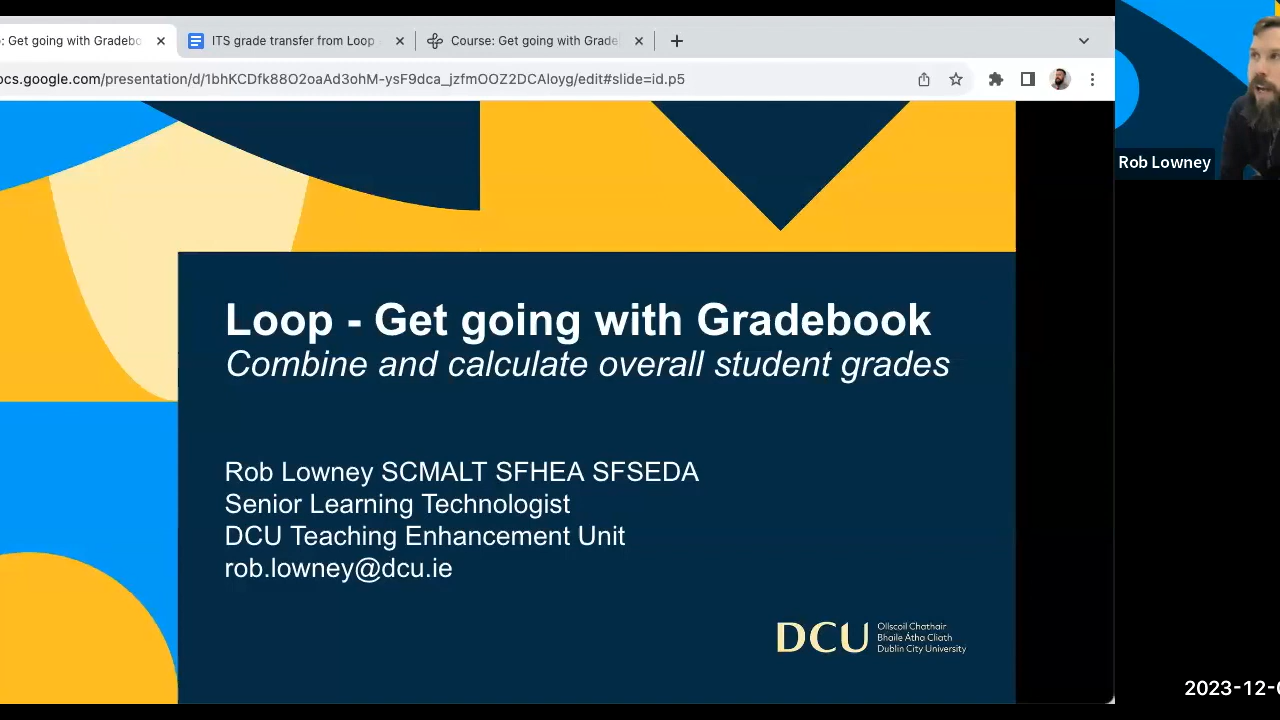 : Get going with Gradebo
ITS grade transfer from Loop
Course: Get going with Grade
ocs.google.com/presentation/d/1bhKCDfk88O2oaAd3ohM-ysF9dca_jzfmOOZ2DCAloyg/edit#slide=id.p5
Rob Lowney
Loop - Get going with Gradebook
Combine and calculate overall student grades
Rob Lowney SCMALT SFHEA SFSEDA
Senior Learning Technologist
DCU Teaching Enhancement Unit
rob.lowney@dcu.ie
DCU
Ollscoil Chathair
Bhaile Átha Cliath
Dublin City University
2023-12-